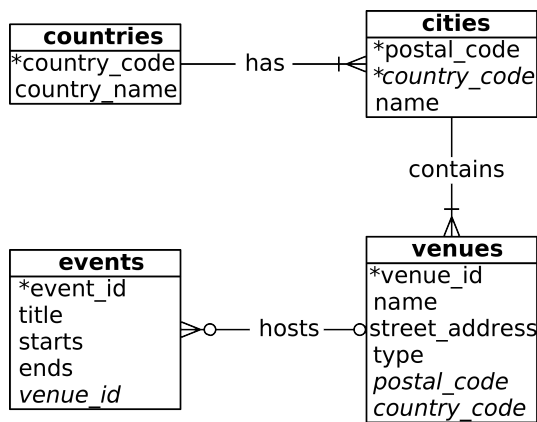 countries
*country_code
country_name
has
cities
*postal_code
*country_code
name
contains
events
*event_id
title
starts
ends
venue_id
hosts
venues
*venue_id
name
street_address
type
postal_code
country_code